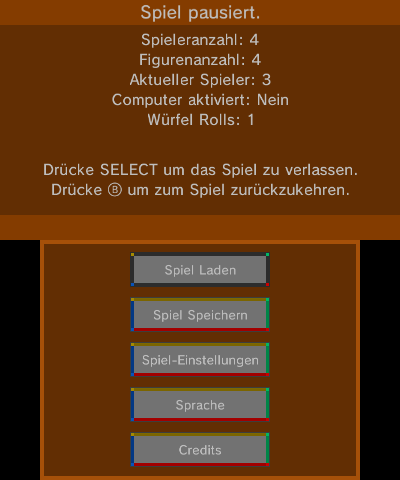 Spiel pausiert.
Spieleranzahl: 4
Figurenanzahl: 4
Aktueller Spieler: 3
Computer aktiviert: Nein
Würfel Rolls: 1
Drücke SELECT um das Spiel zu verlassen.
Drücke Ⓑ um zum Spiel zurückzukehren.
Spiel Laden
Spiel Speichern
Spiel-Einstellungen
Sprache
Credits